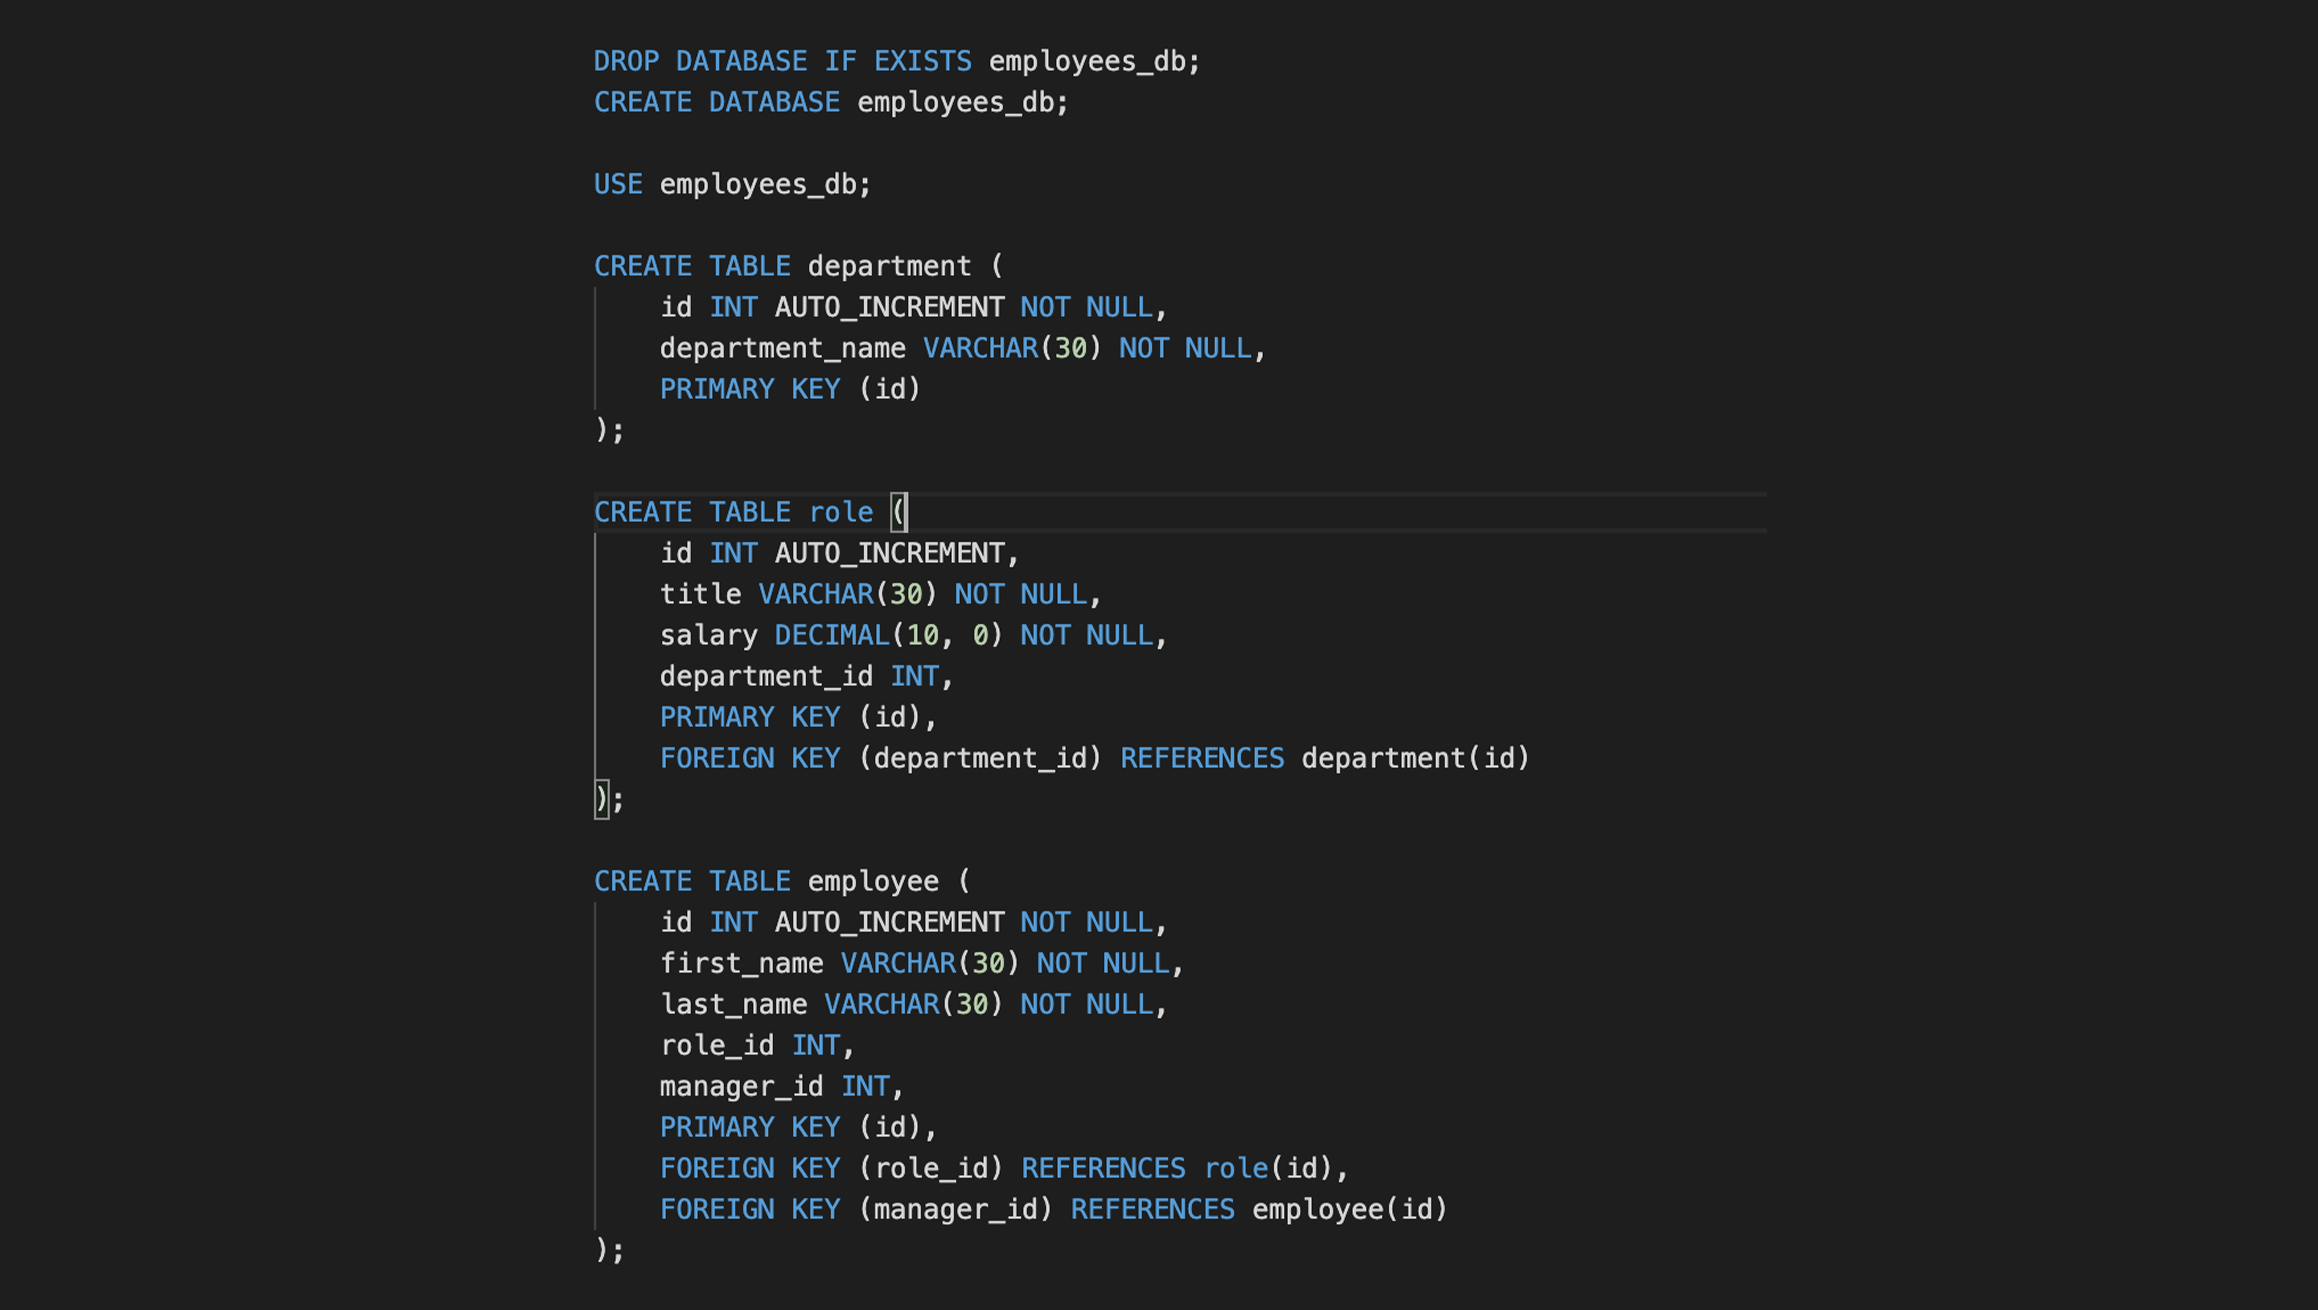 DROP DATABASE IF EXISTS employees_db;
CREATE DATABASE employees_db;

USE employees_db;

CREATE TABLE department (
    id INT AUTO_INCREMENT NOT NULL,
    department_name VARCHAR(30) NOT NULL,
    PRIMARY KEY (id)
);

CREATE TABLE role (
    id INT AUTO_INCREMENT,
    title VARCHAR(30) NOT NULL,
    salary DECIMAL(10, 0) NOT NULL,
    department_id INT,
    PRIMARY KEY (id),
    FOREIGN KEY (department_id) REFERENCES department(id)
);

CREATE TABLE employee (
    id INT AUTO_INCREMENT NOT NULL,
    first_name VARCHAR(30) NOT NULL,
    last_name VARCHAR(30) NOT NULL,
    role_id INT,
    manager_id INT,
    PRIMARY KEY (id),
    FOREIGN KEY (role_id) REFERENCES role(id),
    FOREIGN KEY (manager_id) REFERENCES employee(id)
);